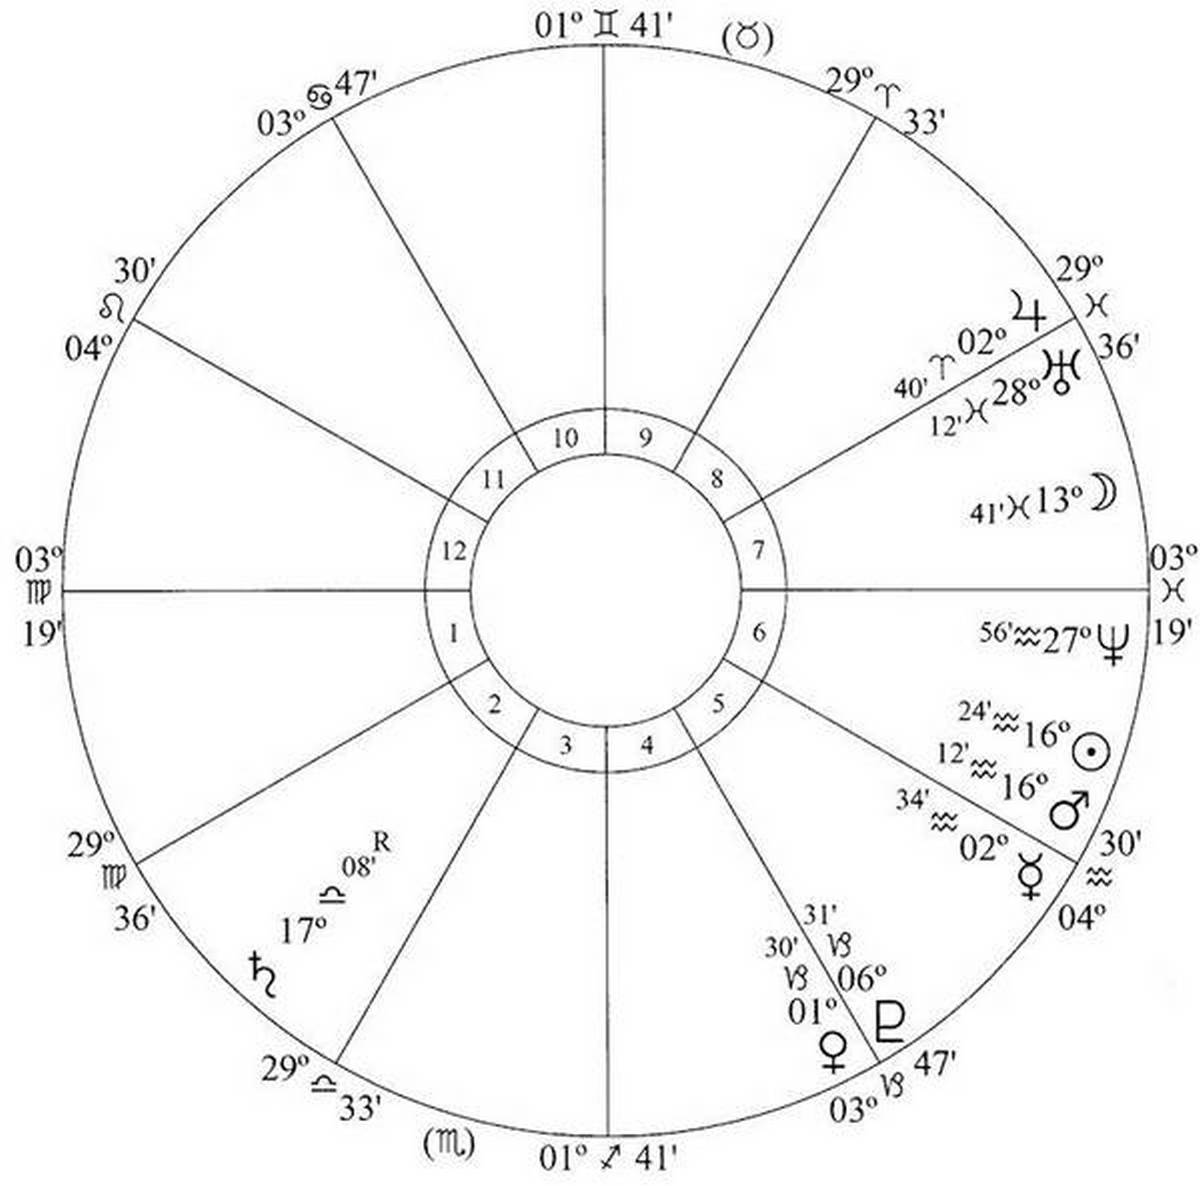 01º ♊ 41'
(♉)
29º ♈ 33'
03º ♋ 47'
30'
♌
04º
29º
♓
36'
♃
02º
♈
40'
♅
28º
♓
12'
☽
13º
♓
41'
03º
♍
19'
03º
♓
19'
10 9
11 8
12 7
1 6
2 5
3 4
56' ♒ 27º ♆
24' ♒ 16º ☉
12' ♒ 16º ♂
34' ♒ 02º ☿
30'
♒
04º
29º
♍
36'
R
08'
♎
17º
♄
31'
♑
06º
♇
30'
♑
01º
♀
29º ♎ 33'
03º ♑ 47'
(♏)
01º ♐ 41'